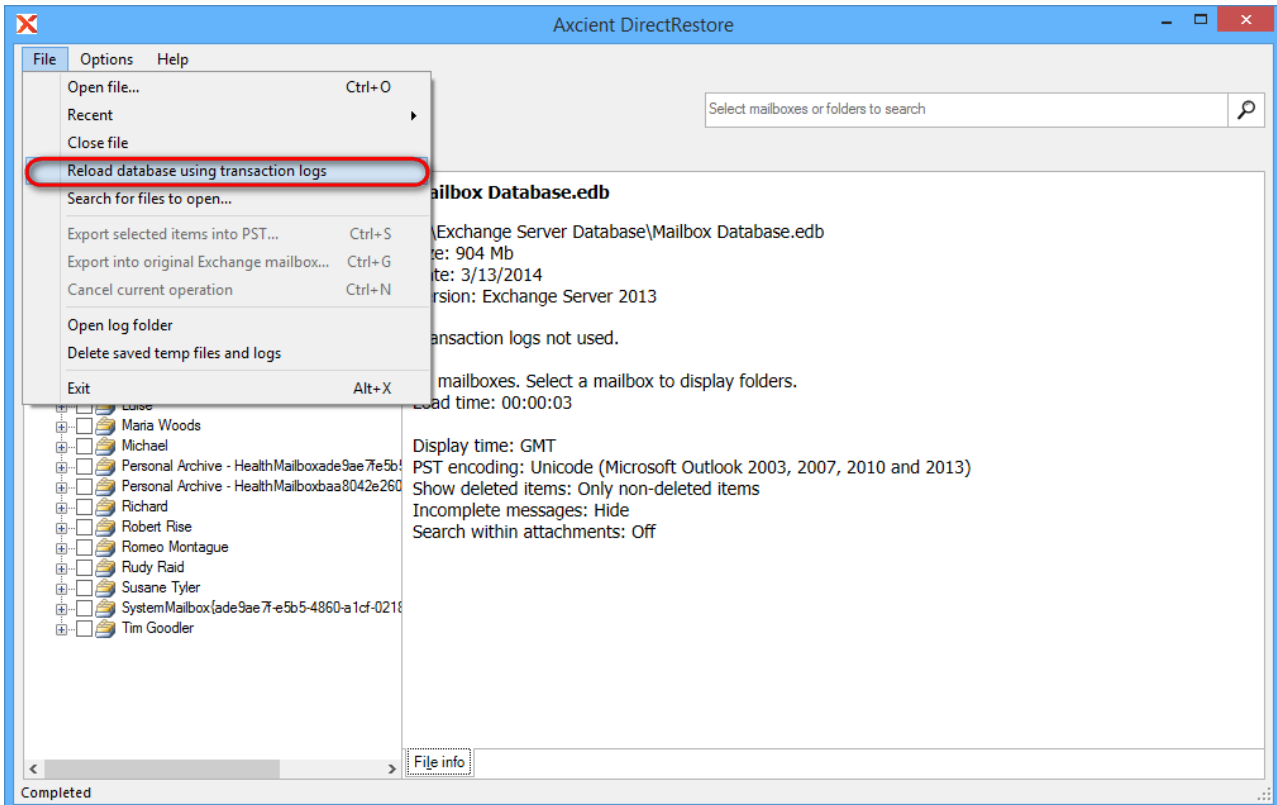 Axcient DirectRestore
File Options Help
Open file... Ctrl+O
Recent
Close file
Reload database using transaction logs
Search for files to open...
Export selected items into PST... Ctrl+S
Export into original Exchange mailbox... Ctrl+G
Cancel current operation Ctrl+N
Open log folder
Delete saved temp files and logs
Exit Alt+X
Select mailboxes or folders to search
Maria Woods
Michael
Personal Archive - HealthMailboxade9ae7fe5b5
Personal Archive - HealthMailboxbaa8042e260
Richard
Robert Rise
Romeo Montague
Rudy Raid
Susane Tyler
SystemMailbox{ade9ae7f-e5b5-4860-a1cf-0218
Tim Goodler
ailbox Database.edb
\Exchange Server Database\Mailbox Database.edb
ze: 904 Mb
ate: 3/13/2014
ersion: Exchange Server 2013
ansaction logs not used.
mailboxes. Select a mailbox to display folders.
Load time: 00:00:03
Display time: GMT
PST encoding: Unicode (Microsoft Outlook 2003, 2007, 2010 and 2013)
Show deleted items: Only non-deleted items
Incomplete messages: Hide
Search within attachments: Off
File info
Completed